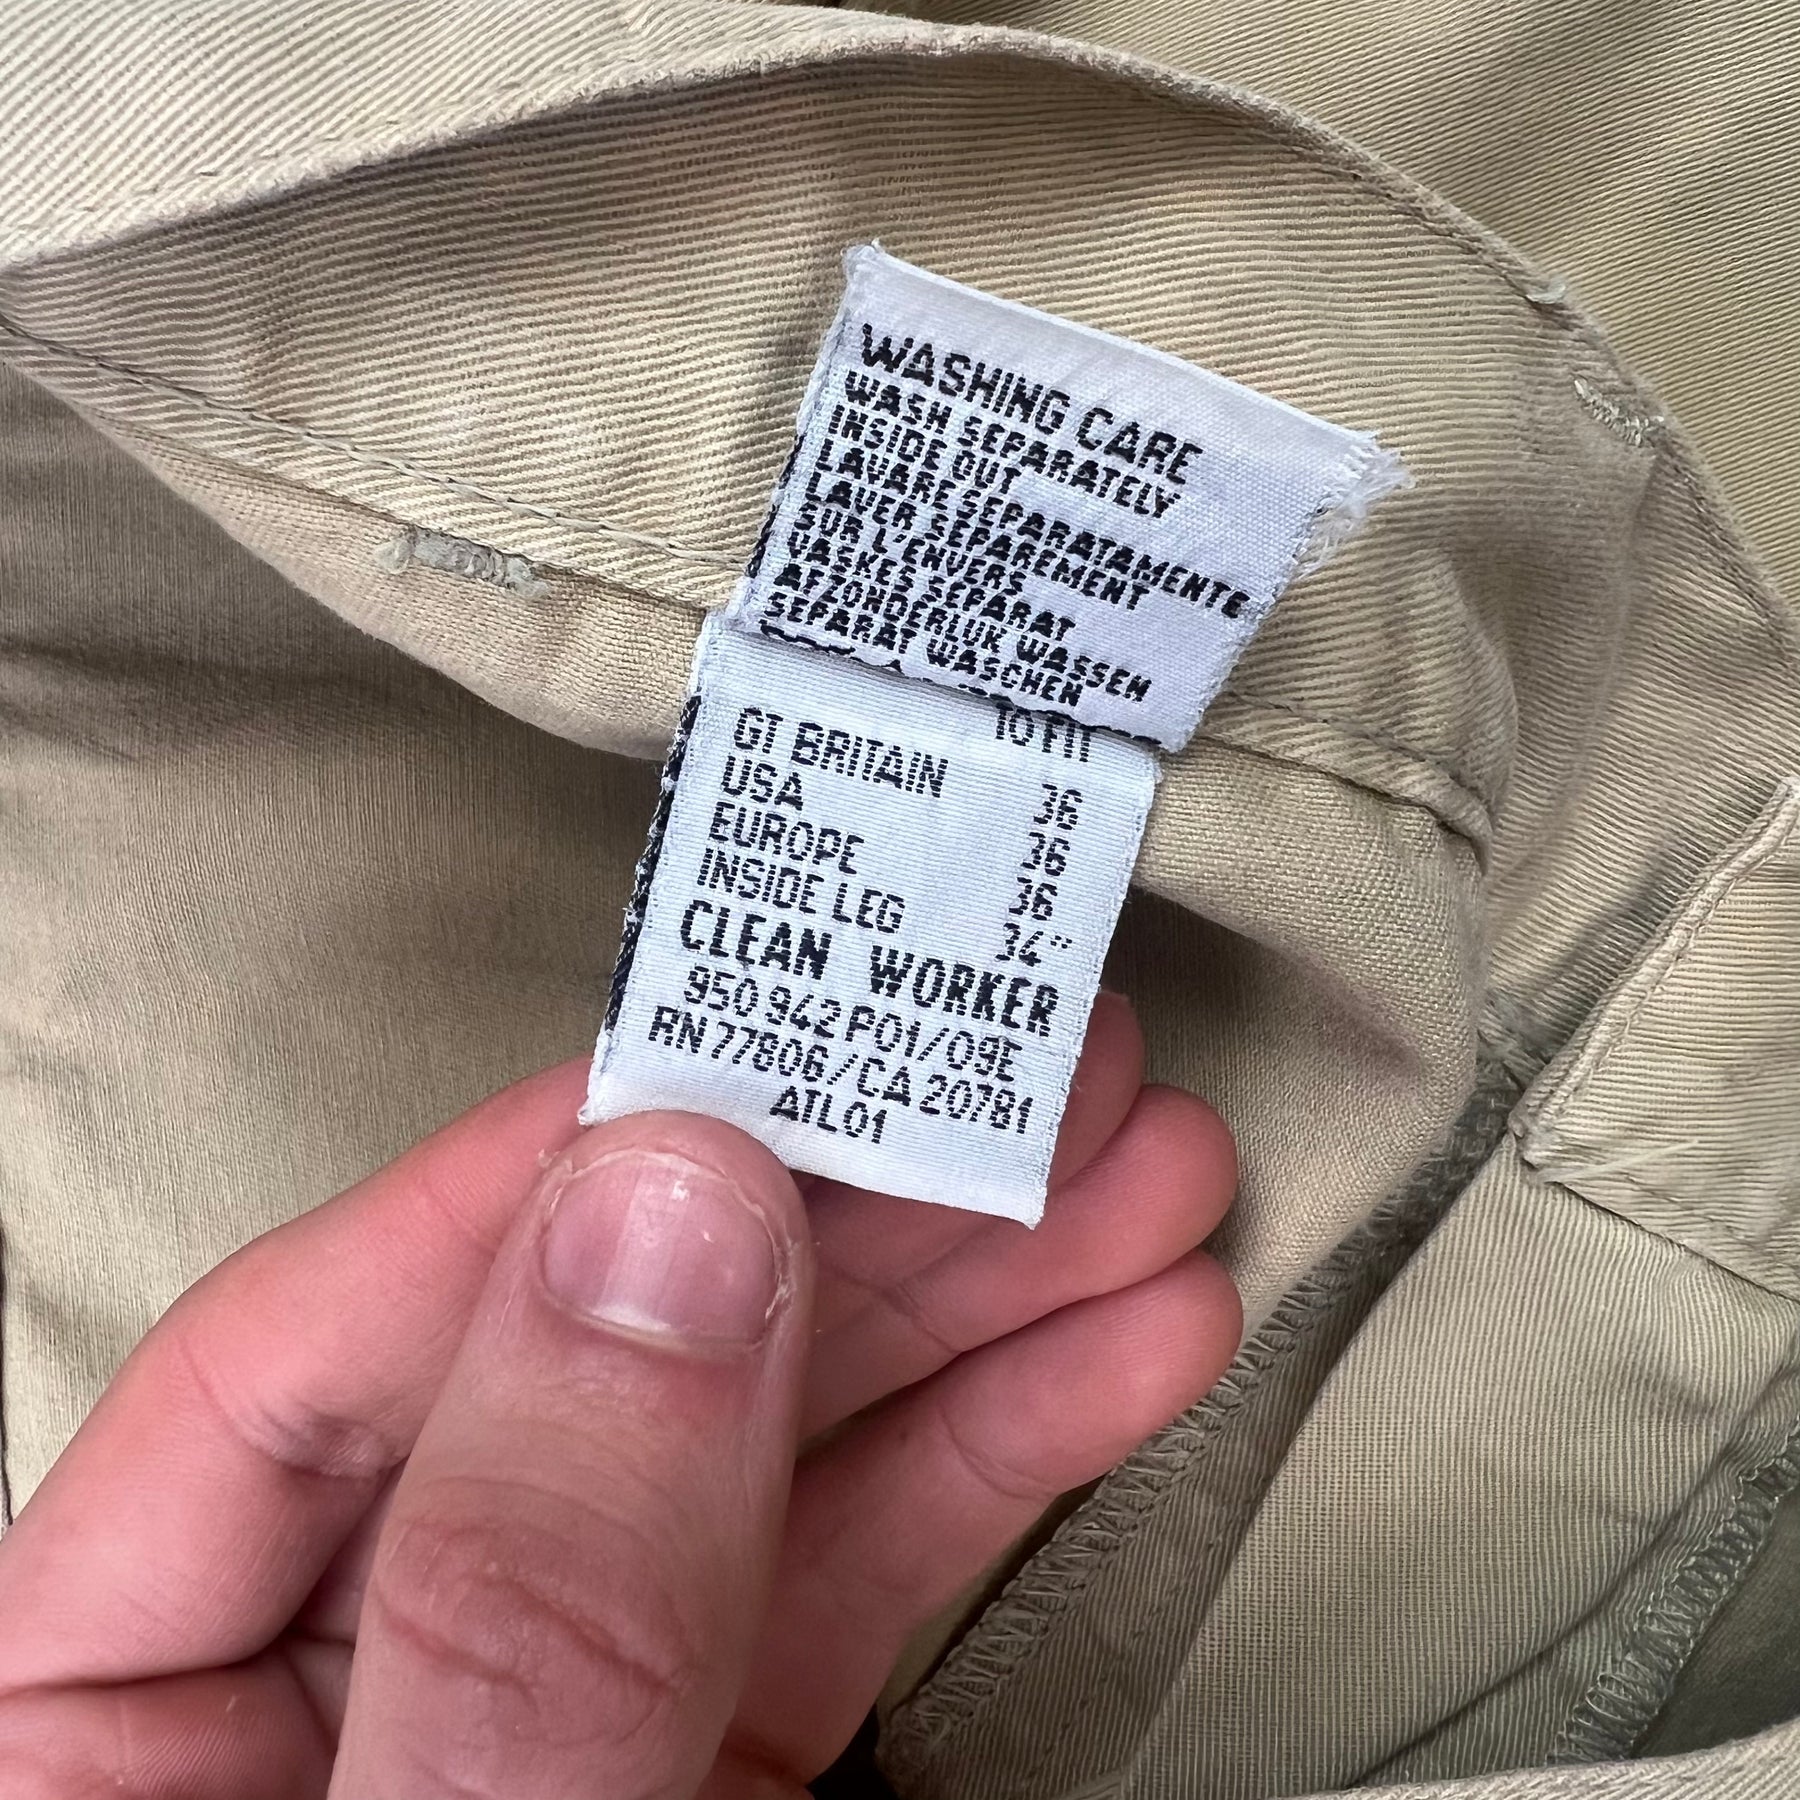 WASHING CARE
WASH SEPARATELY
INSIDE OUT
LAVARE SEPARATAMENTE
LAVER SEPAREMENT
SUR L'ENVERS
VASKES SEPARAT
AFZONDERLIJK WASSEN
SEPARAT WASCHEN
TO FIT
GT BRITAIN 36
USA 36
EUROPE 36
INSIDE LEG 34"
CLEAN WORKER
950 942 P01/09E
RN 77806/CA 20781
ATL01